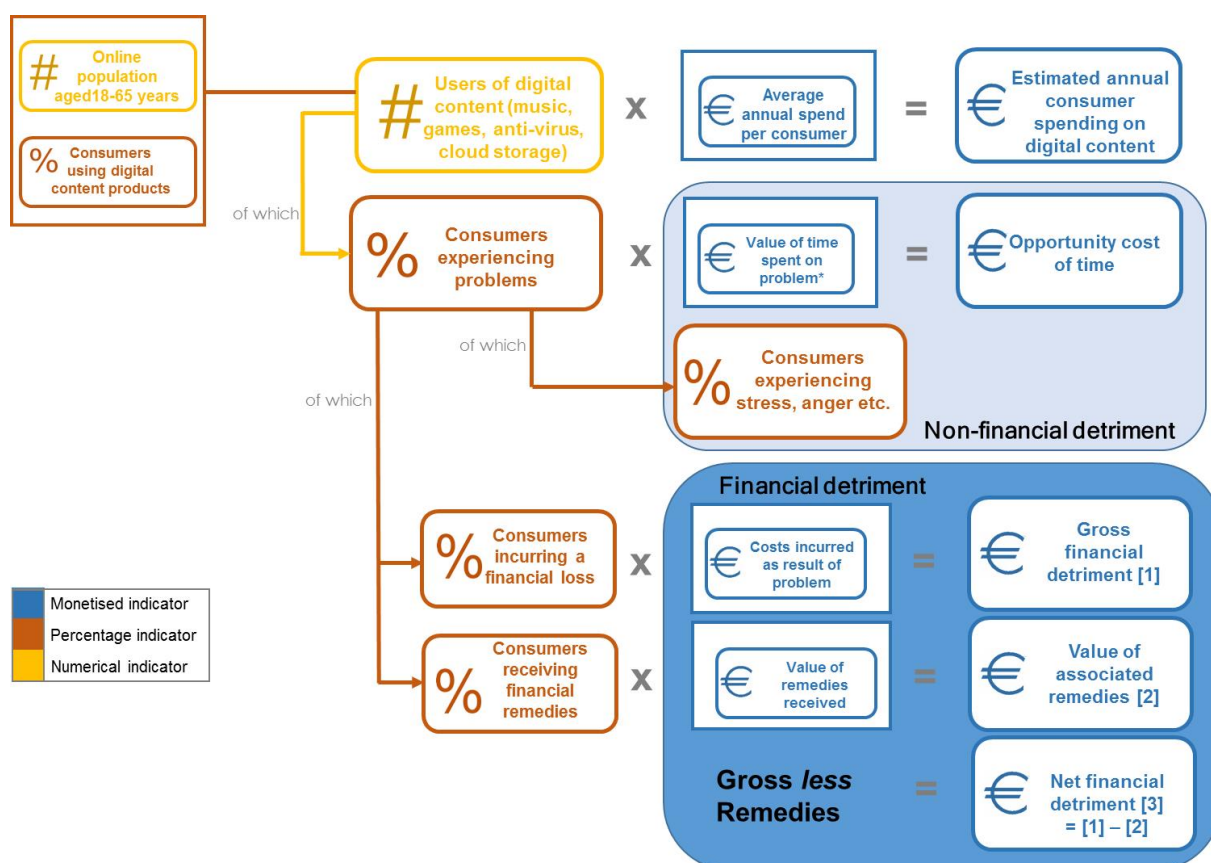 #
Online
population
aged18-65 years
%
Consumers
using digital
content products
#
Users of digital
content (music,
games, anti-virus,
cloud storage)
x
€
Average
annual spend
per consumer
=
€
Estimated annual
consumer
spending on
digital content
of which
%
Consumers
experiencing
problems
x
€
Value of time
spent on
problem*
=
€
Opportunity cost
of time
of which
%
Consumers
experiencing
stress, anger etc.
Non-financial detriment
of which
Financial detriment
%
Consumers
incurring a
financial loss
x
€
Costs incurred
as result of
problem
=
€
Gross
financial
detriment [1]
%
Consumers
receiving
financial
remedies
x
€
Value of
remedies
received
=
€
Value of
associated
remedies [2]
Gross less
Remedies
=
€
Net financial
detriment [3]
= [1] – [2]
Monetised indicator
Percentage indicator
Numerical indicator